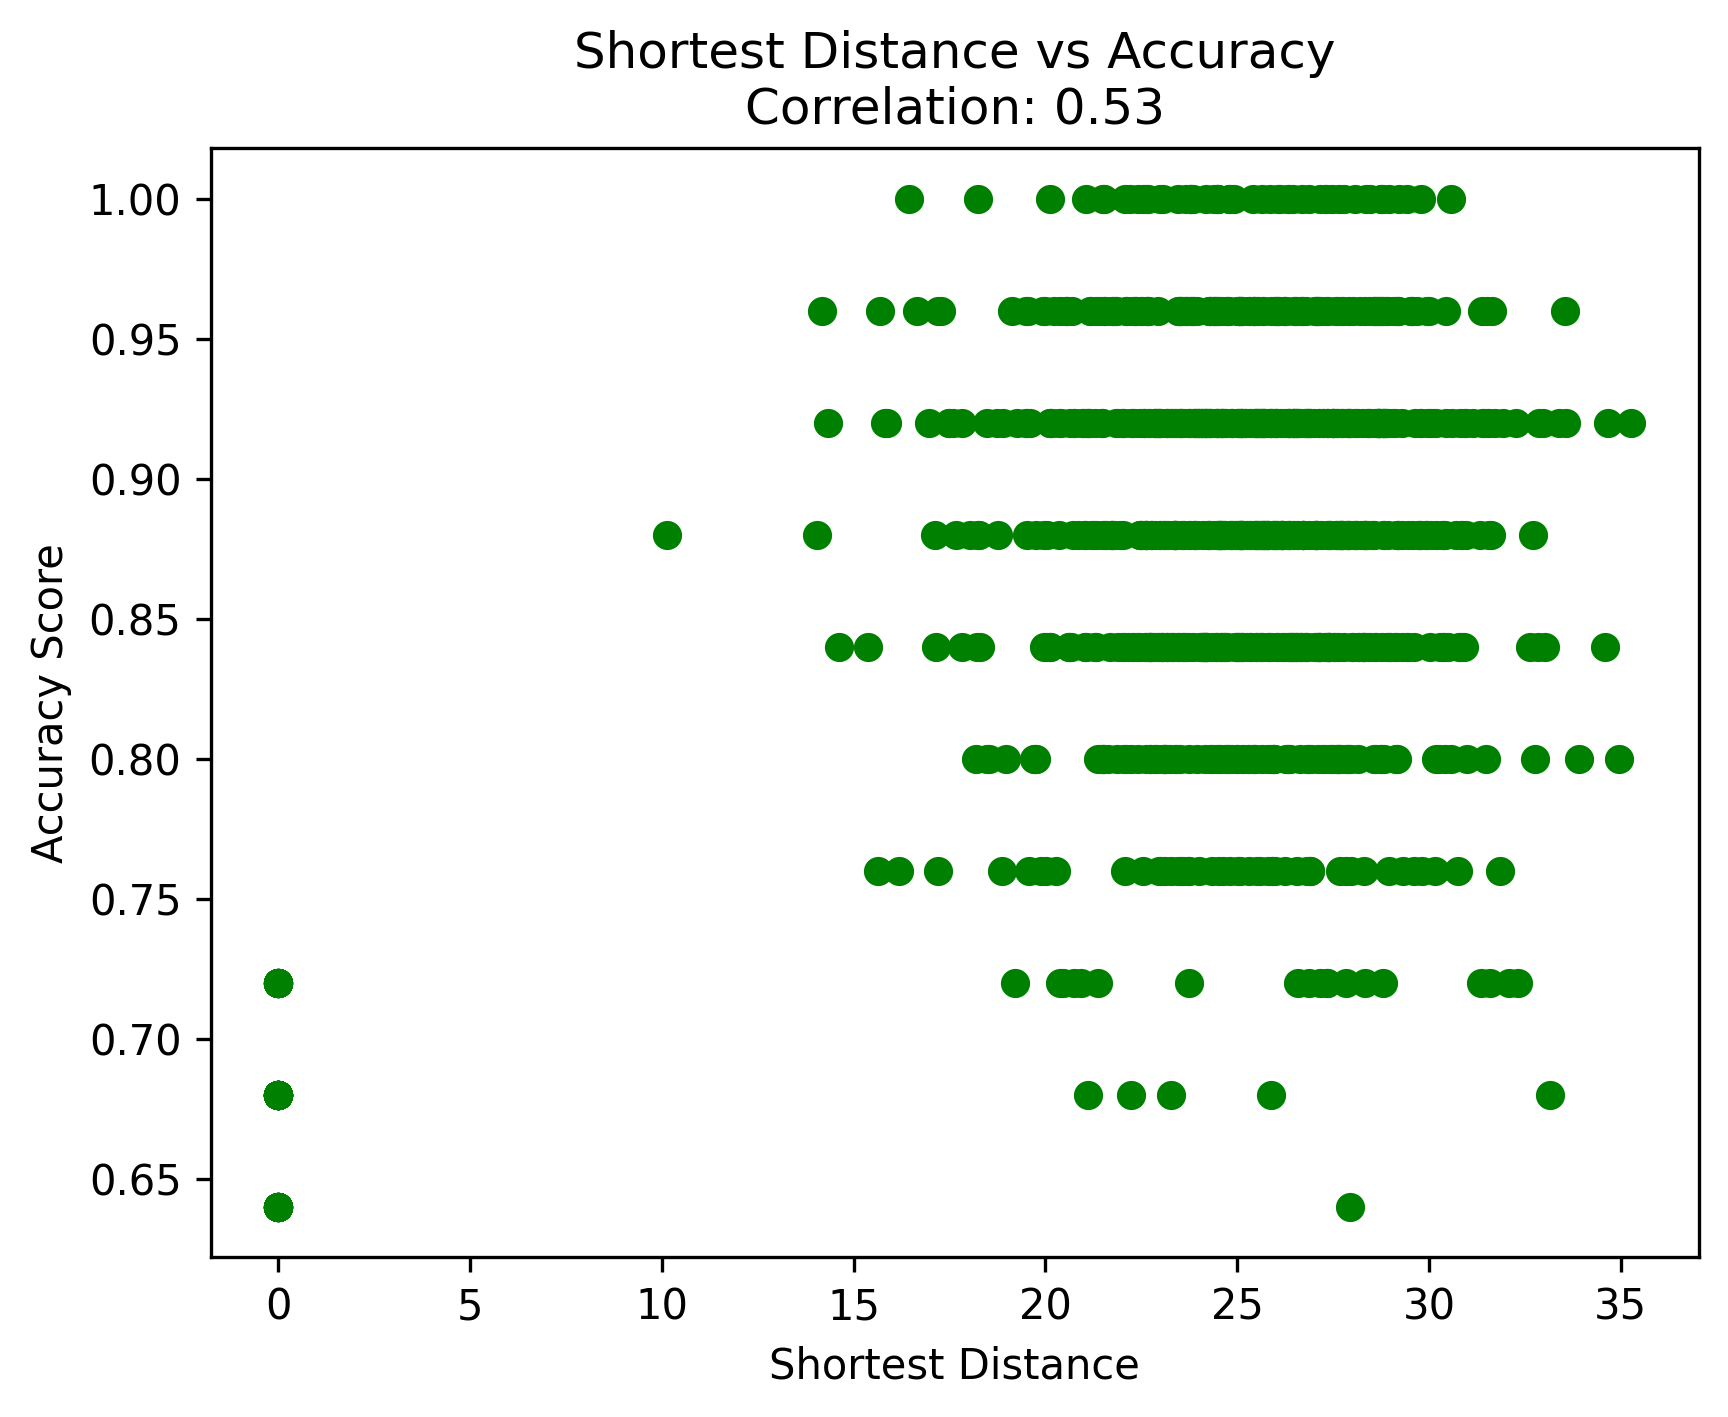 Shortest Distance vs Accuracy
Correlation: 0.53
1.00
0.95
0.90
0.85
0.80
0.75
0.70
0.65
Accuracy Score
0 5 10 15 20 25 30 35
Shortest Distance